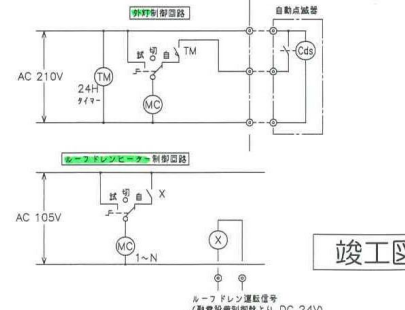 外灯制御回路
自動点滅器
試 切 自 TM
Cds
AC 210V
TM
24H
タイマー
MC
ルーフドレンヒーター制御回路
試 切 自 X
AC 105V
MC
1~N
X
竣工図
ルーフドレン運転信号